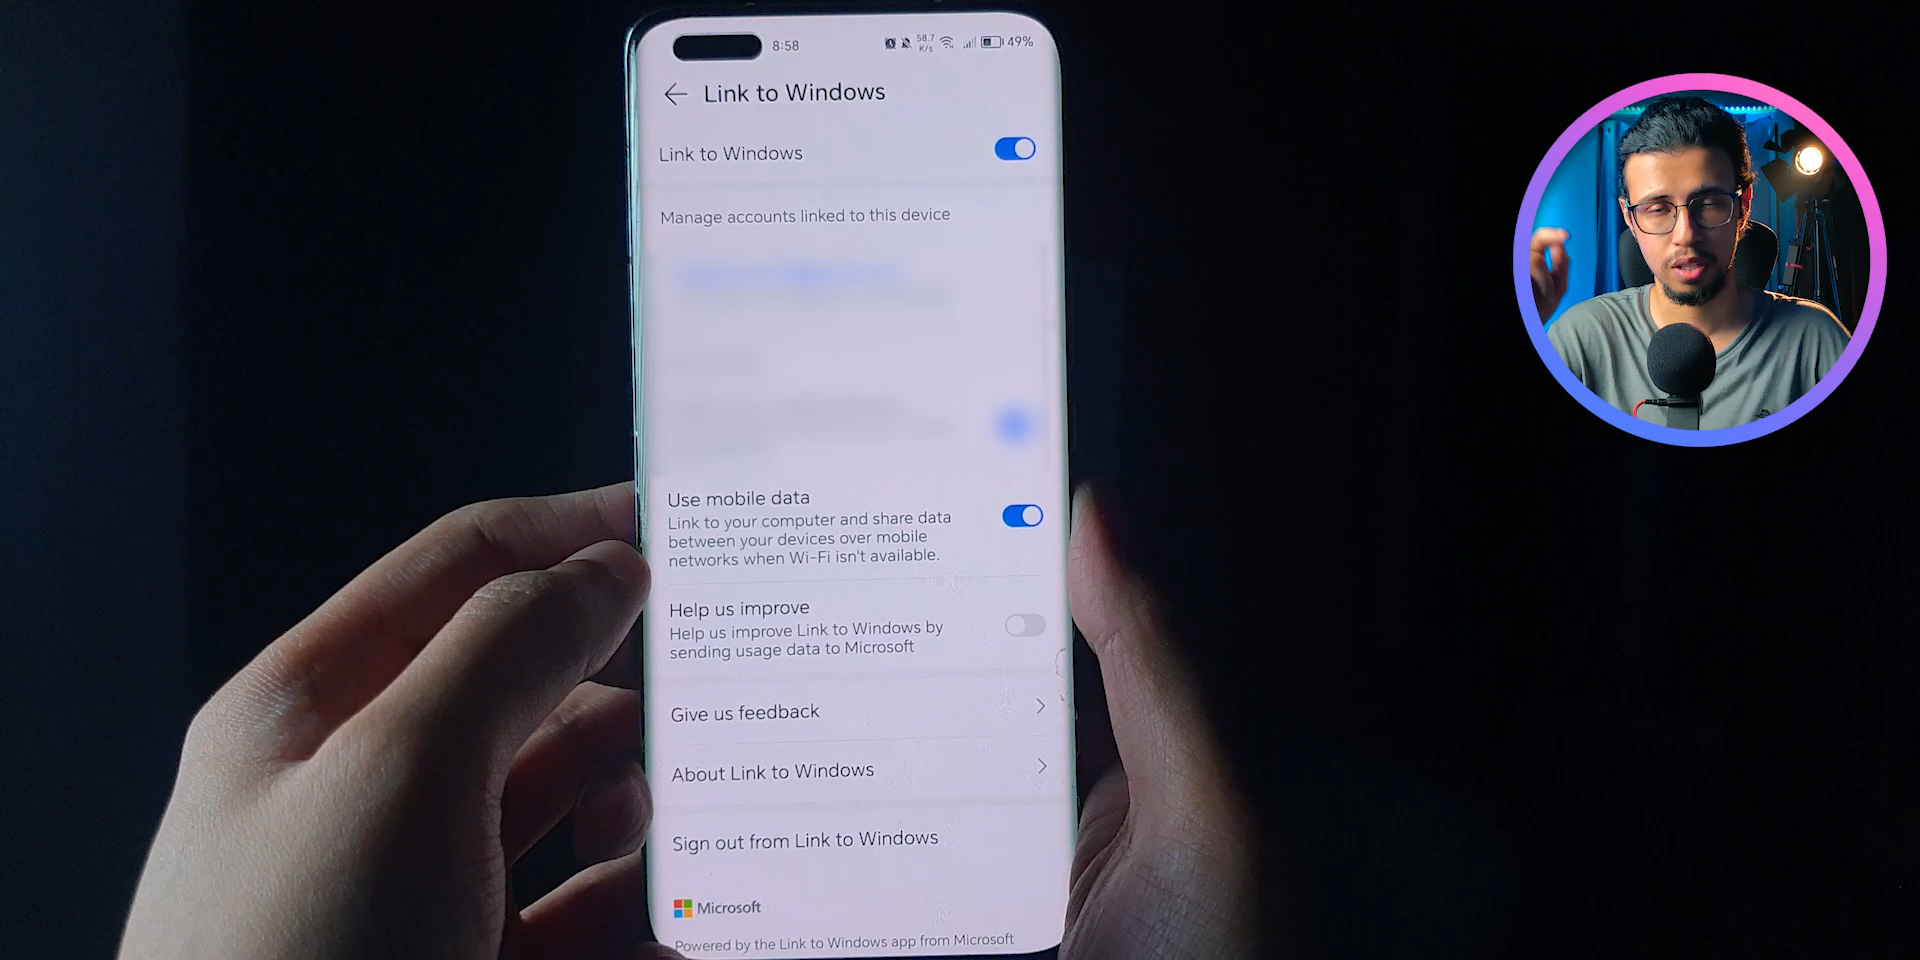 8:58
58.7
K/s
49%
Link to Windows
Link to Windows
Manage accounts linked to this device
Use mobile data
Link to your computer and share data
between your devices over mobile
networks when Wi-Fi isn't available.
Help us improve
Help us improve Link to Windows by
sending usage data to Microsoft
Give us feedback
About Link to Windows
Sign out from Link to Windows
Microsoft
Powered by the Link to Windows app from Microsoft